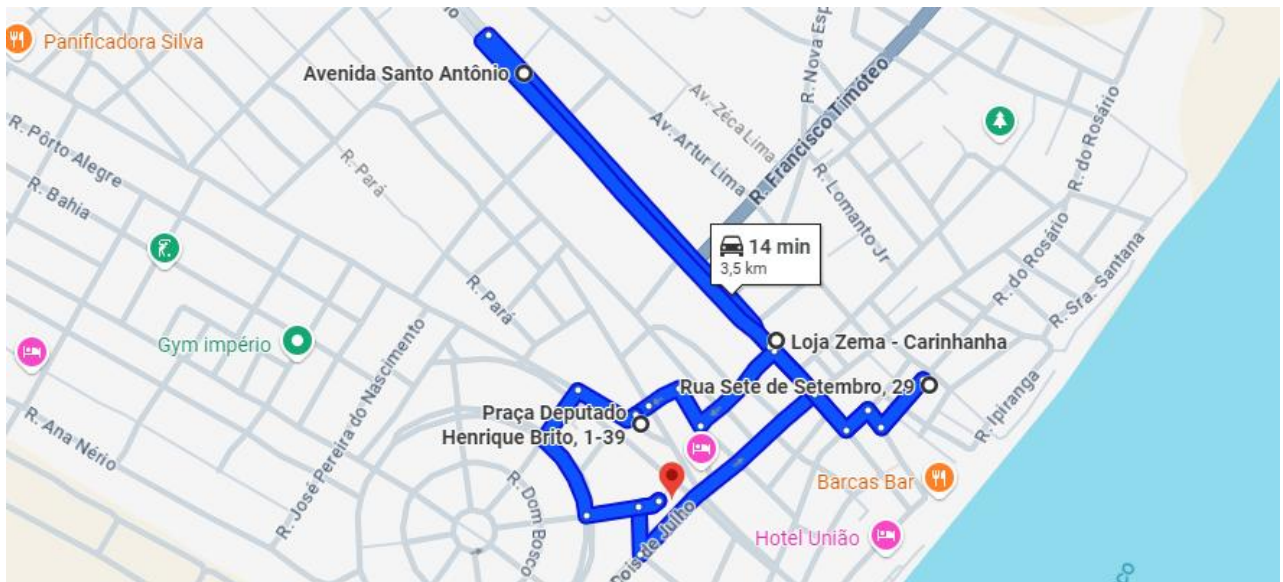 Panificadora Silva
Avenida Santo Antônio
R. Nova Esp
R. Francisco Timóteo
Av. Zéca Lima
Av. Artur Lima
R. do Rosário
R. Pôrto Alegre
R. Pará
R. Bahia
R. Lomanto Jr
14 min
3,5 km
R. do Rosário
R. Sra. Santana
R. Pará
Gym império
Loja Zema - Carinhanha
R. José Pereira do Nascimento
Rua Sete de Setembro, 29
R. Ipiranga
Praça Deputado
Henrique Brito, 1-39
R. Ana Nério
R. Dom Bosco
Barcas Bar
Dois de Julho
Hotel União